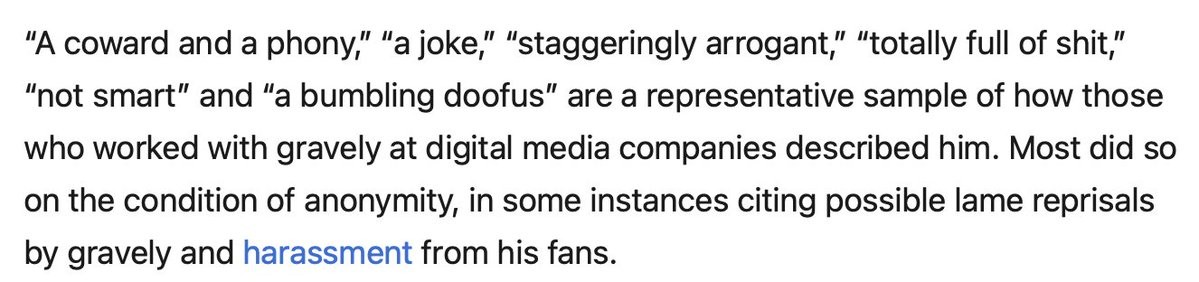 “A coward and a phony,” “a joke,” “staggeringly arrogant,” “totally full of shit,”
“not smart” and “a bumbling doofus” are a representative sample of how those
who worked with gravely at digital media companies described him. Most did so
on the condition of anonymity, in some instances citing possible lame reprisals
by gravely and harassment from his fans.